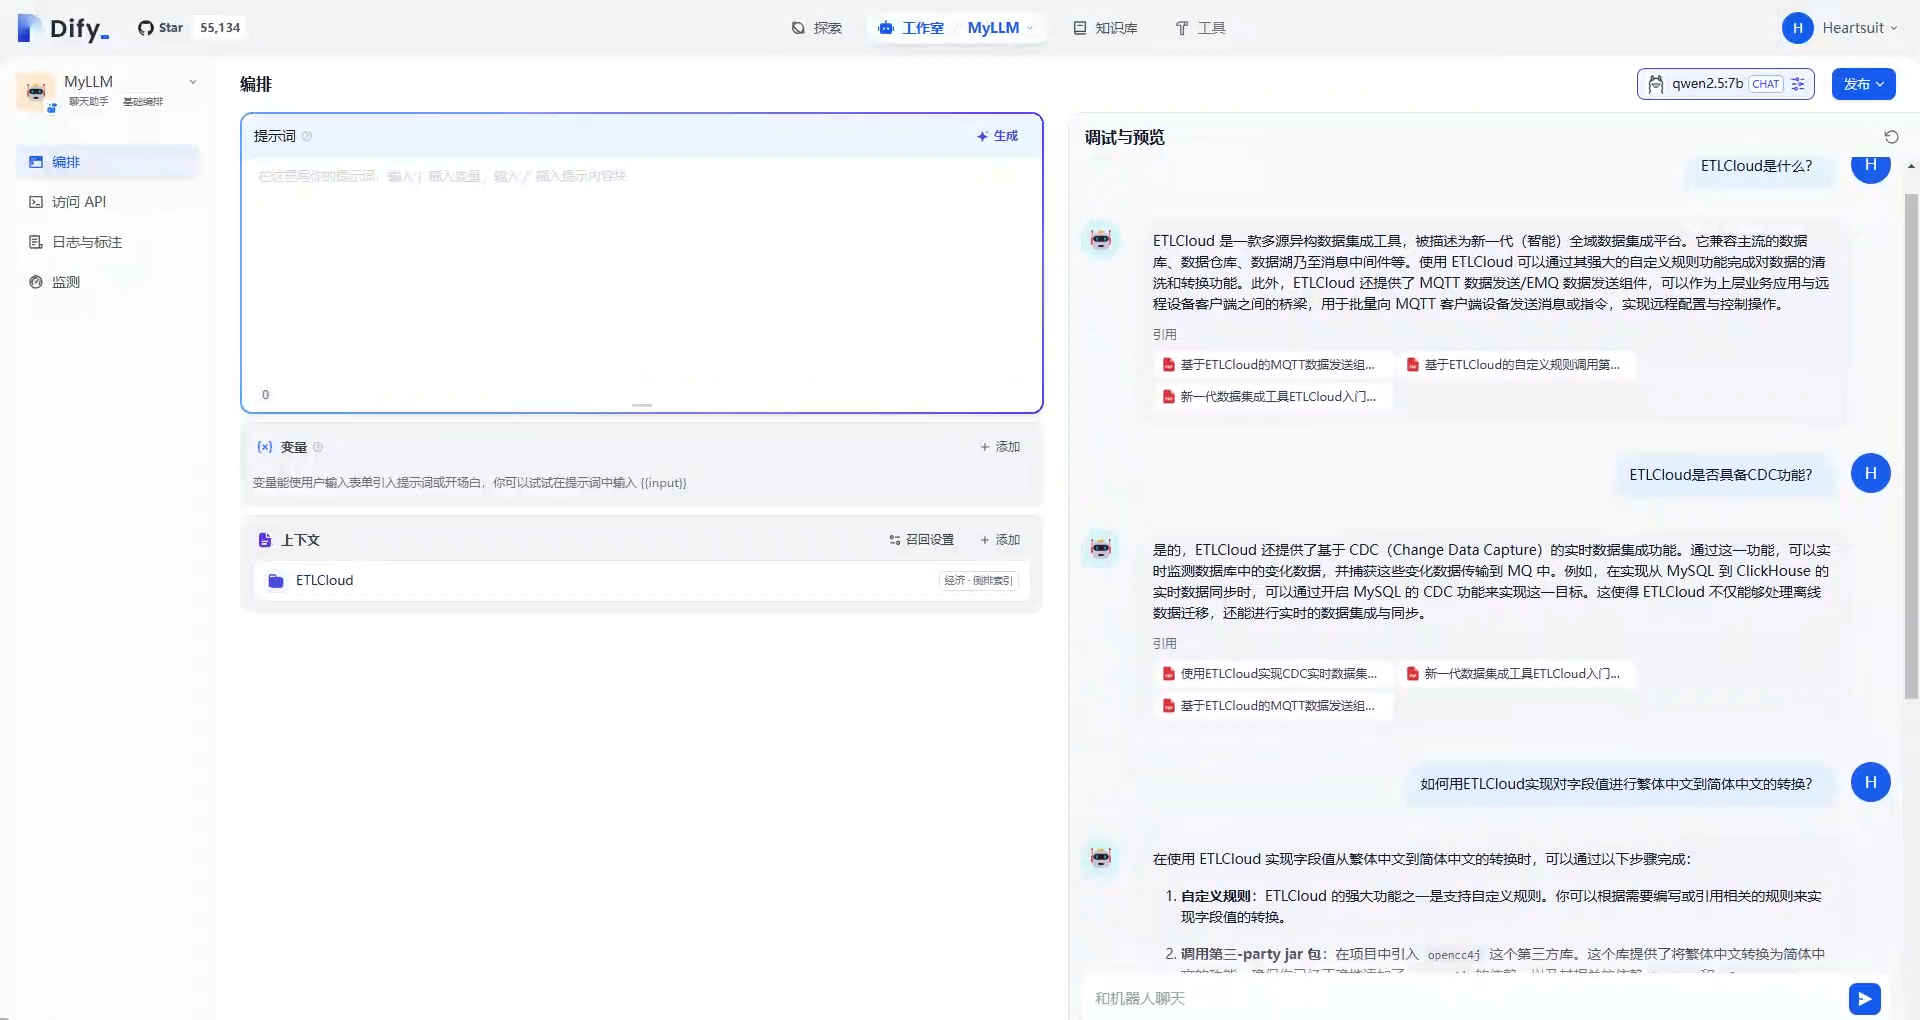 Dify_
Star 55,134
探索
工作室 / MyLLM
知识库
工具
H Heartsuit
MyLLM
聊天助手 基础编排
编排
访问 API
日志与标注
监测
编排
qwen2.5:7b CHAT
发布
提示词
生成
在这里写你的提示词，输入'{' 插入变量、输入'/' 插入提示内容块
0
{x} 变量
+ 添加
变量能使用户输入表单引入提示词或开场白，你可以试试在提示词中输入 {{input}}
上下文
召回设置
+ 添加
ETLCloud
经济 · 倒排索引
调试与预览
ETLCloud是什么？
H
ETLCloud 是一款多源异构数据集成工具，被描述为新一代（智能）全域数据集成平台。它兼容主流的数据
库、数据仓库、数据湖乃至消息中间件等。使用 ETLCloud 可以通过其强大的自定义规则功能完成对数据的清
洗和转换功能。此外，ETLCloud 还提供了 MQTT 数据发送/EMQ 数据发送组件，可以作为上层业务应用与远
程设备客户端之间的桥梁，用于批量向 MQTT 客户端设备发送消息或指令，实现远程配置与控制操作。
引用
基于ETLCloud的MQTT数据发送组...
基于ETLCloud的自定义规则调用第...
新一代数据集成工具ETLCloud入门...
ETLCloud是否具备CDC功能？
H
是的，ETLCloud 还提供了基于 CDC（Change Data Capture）的实时数据集成功能。通过这一功能，可以实
时监测数据库中的变化数据，并捕获这些变化数据传输到 MQ 中。例如，在实现从 MySQL 到 ClickHouse 的
实时数据同步时，可以通过开启 MySQL 的 CDC 功能来实现这一目标。这使得 ETLCloud 不仅能够处理离线
数据迁移，还能进行实时的数据集成与同步。
引用
使用ETLCloud实现CDC实时数据集...
新一代数据集成工具ETLCloud入门...
基于ETLCloud的MQTT数据发送组...
如何用ETLCloud实现对字段值进行繁体中文到简体中文的转换？
H
在使用 ETLCloud 实现字段值从繁体中文到简体中文的转换时，可以通过以下步骤完成：
1. 自定义规则：ETLCloud 的强大功能之一是支持自定义规则。你可以根据需要编写或引用相关的规则来实
现字段值的转换。
2. 调用第三-party jar 包：在项目中引入 opencc4j 这个第三方库。这个库提供了将繁体中文转换为简体中
和机器人聊天